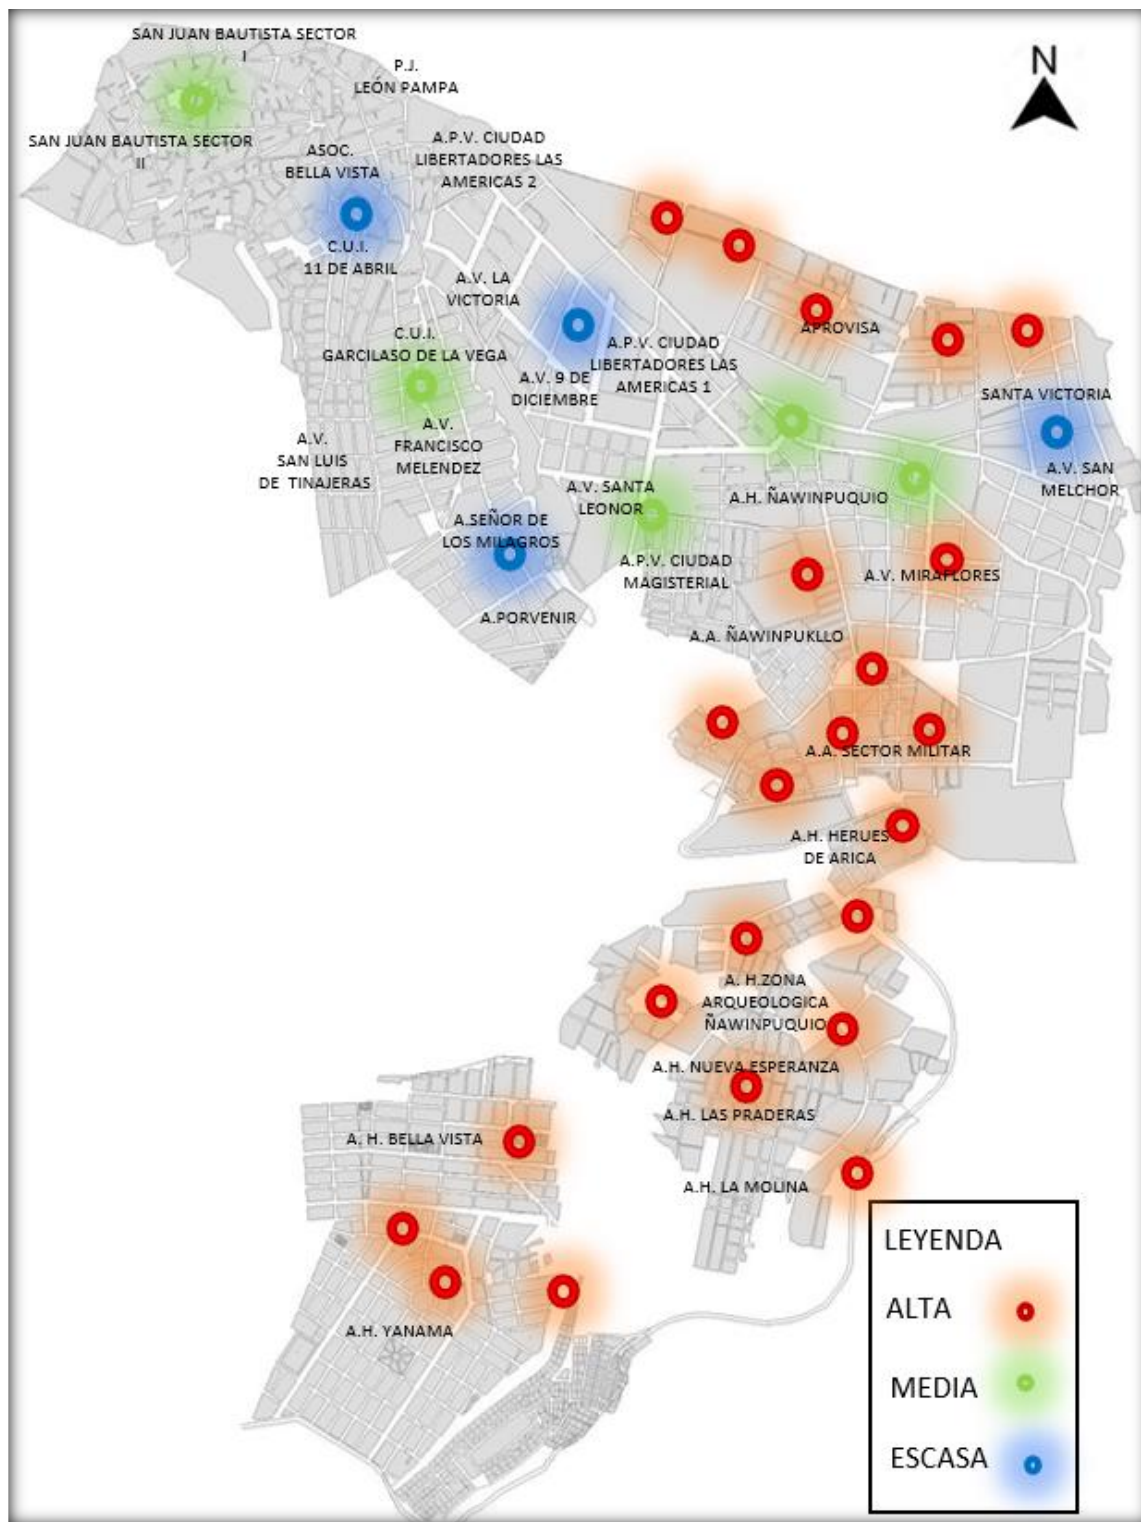 SAN JUAN BAUTISTA SECTOR
I
N
P.J.
LEÓN PAMPA
SAN JUAN BAUTISTA SECTOR
II
ASOC.
BELLA VISTA
A.P.V. CIUDAD
LIBERTADORES LAS
AMERICAS 2
C.U.I.
11 DE ABRIL
A.V. LA
VICTORIA
APROVISA
C.U.I.
GARCILASO DE LA VEGA
A.P.V. CIUDAD
LIBERTADORES LAS
AMERICAS 1
A.V. 9 DE
DICIEMBRE
SANTA VICTORIA
A.V.
FRANCISCO
MELENDEZ
A.V.
SAN LUIS
DE TINAJERAS
A.V. SAN
MELCHOR
A.V. SANTA
LEONOR
A.H. ÑAWINPUQUIO
A.SEÑOR DE
LOS MILAGROS
A.P.V. CIUDAD
MAGISTERIAL
A.V. MIRAFLORES
A.PORVENIR
A.A. ÑAWINPUKLLO
A.A. SECTOR MILITAR
A.H. HERUES
DE ARICA
A. H.ZONA
ARQUEOLOGICA
ÑAWINPUQUIO
A.H. NUEVA ESPERANZA
A.H. LAS PRADERAS
A. H. BELLA VISTA
A.H. LA MOLINA
A.H. YANAMA
LEYENDA
ALTA
MEDIA
ESCASA